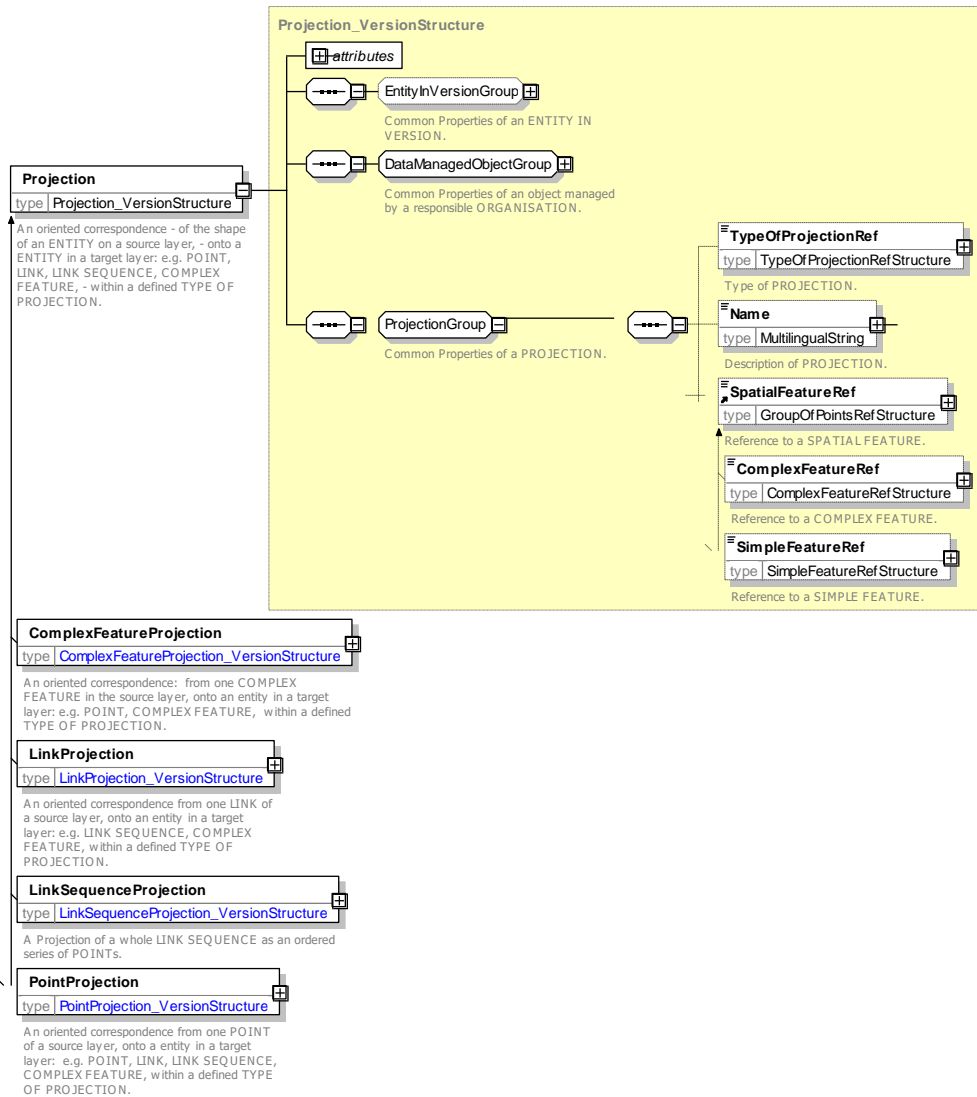 Projection_VersionStructure
attributes
EntityInVersionGroup
Common Properties of an ENTITY IN
VERSION.
DataManagedObjectGroup
Common Properties of an object managed
by a responsible ORGANISATION.
Projection
type Projection_VersionStructure
An oriented correspondence - of the shape
of an ENTITY on a source layer, - onto a
ENTITY in a target layer: e.g. POINT,
LINK, LINK SEQUENCE, COMPLEX
FEATURE, - within a defined TYPE OF
PROJECTION.
ProjectionGroup
Common Properties of a PROJECTION.
TypeOfProjectionRef
type TypeOfProjectionRefStructure
Type of PROJECTION.
Name
type MultilingualString
Description of PROJECTION.
SpatialFeatureRef
type GroupOfPointsRefStructure
Reference to a SPATIAL FEATURE.
ComplexFeatureRef
type ComplexFeatureRefStructure
Reference to a COMPLEX FEATURE.
SimpleFeatureRef
type SimpleFeatureRefStructure
Reference to a SIMPLE FEATURE.
ComplexFeatureProjection
type ComplexFeatureProjection_VersionStructure
An oriented correspondence: from one COMPLEX
FEATURE in the source layer, onto an entity in a target
layer: e.g. POINT, COMPLEX FEATURE, within a defined
TYPE OF PROJECTION.
LinkProjection
type LinkProjection_VersionStructure
An oriented correspondence from one LINK of
a source layer, onto an entity in a target
layer: e.g. LINK SEQUENCE, COMPLEX
FEATURE, within a defined TYPE OF
PROJECTION.
LinkSequenceProjection
type LinkSequenceProjection_VersionStructure
A Projection of a whole LINK SEQUENCE as an ordered
series of POINTs.
PointProjection
type PointProjection_VersionStructure
An oriented correspondence from one POINT
of a source layer, onto a entity in a target
layer: e.g. POINT, LINK, LINK SEQUENCE,
COMPLEX FEATURE, within a defined TYPE
OF PROJECTION.